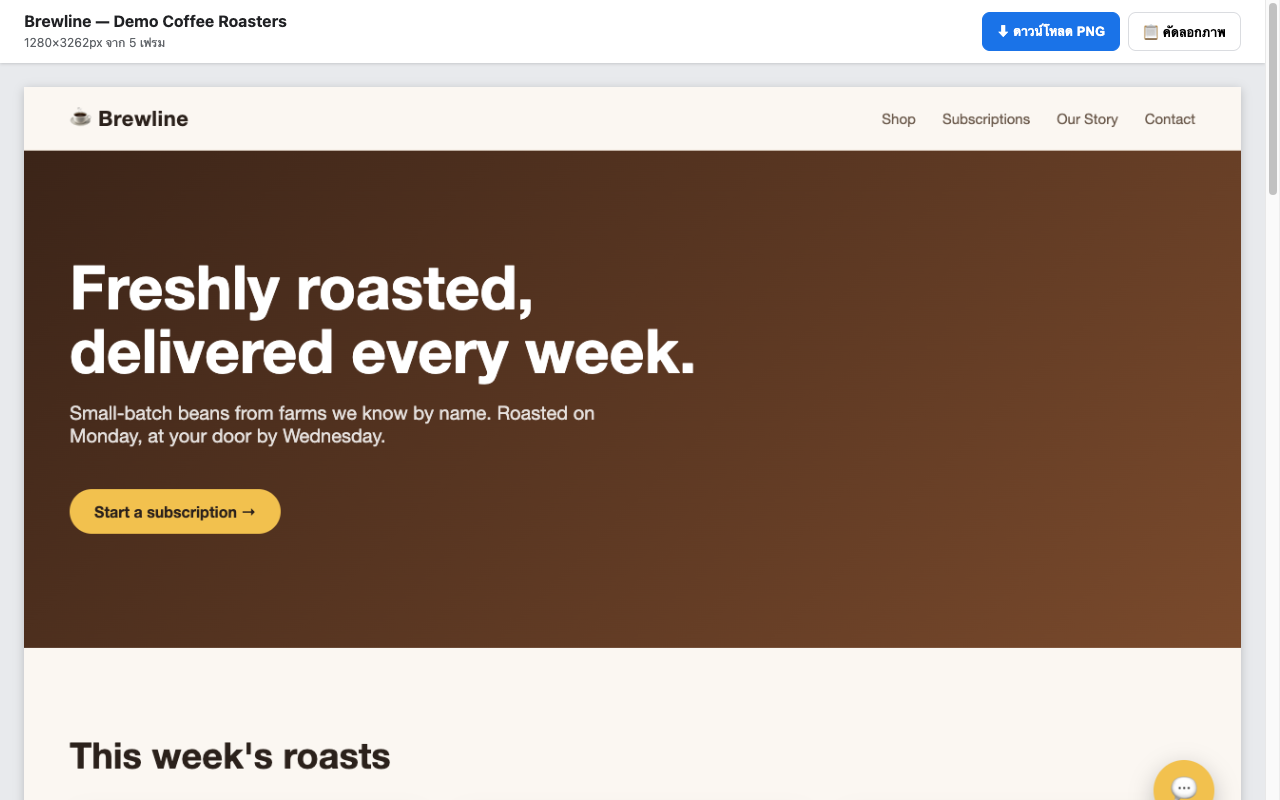 Brewline — Demo Coffee Roasters
1280×3262px จาก 5 เฟรม
⬇ ดาวน์โหลด PNG
📋 คัดลอกภาพ
☕ Brewline
Shop
Subscriptions
Our Story
Contact
Freshly roasted,
delivered every week.
Small-batch beans from farms we know by name. Roasted on
Monday, at your door by Wednesday.
Start a subscription →
This week's roasts